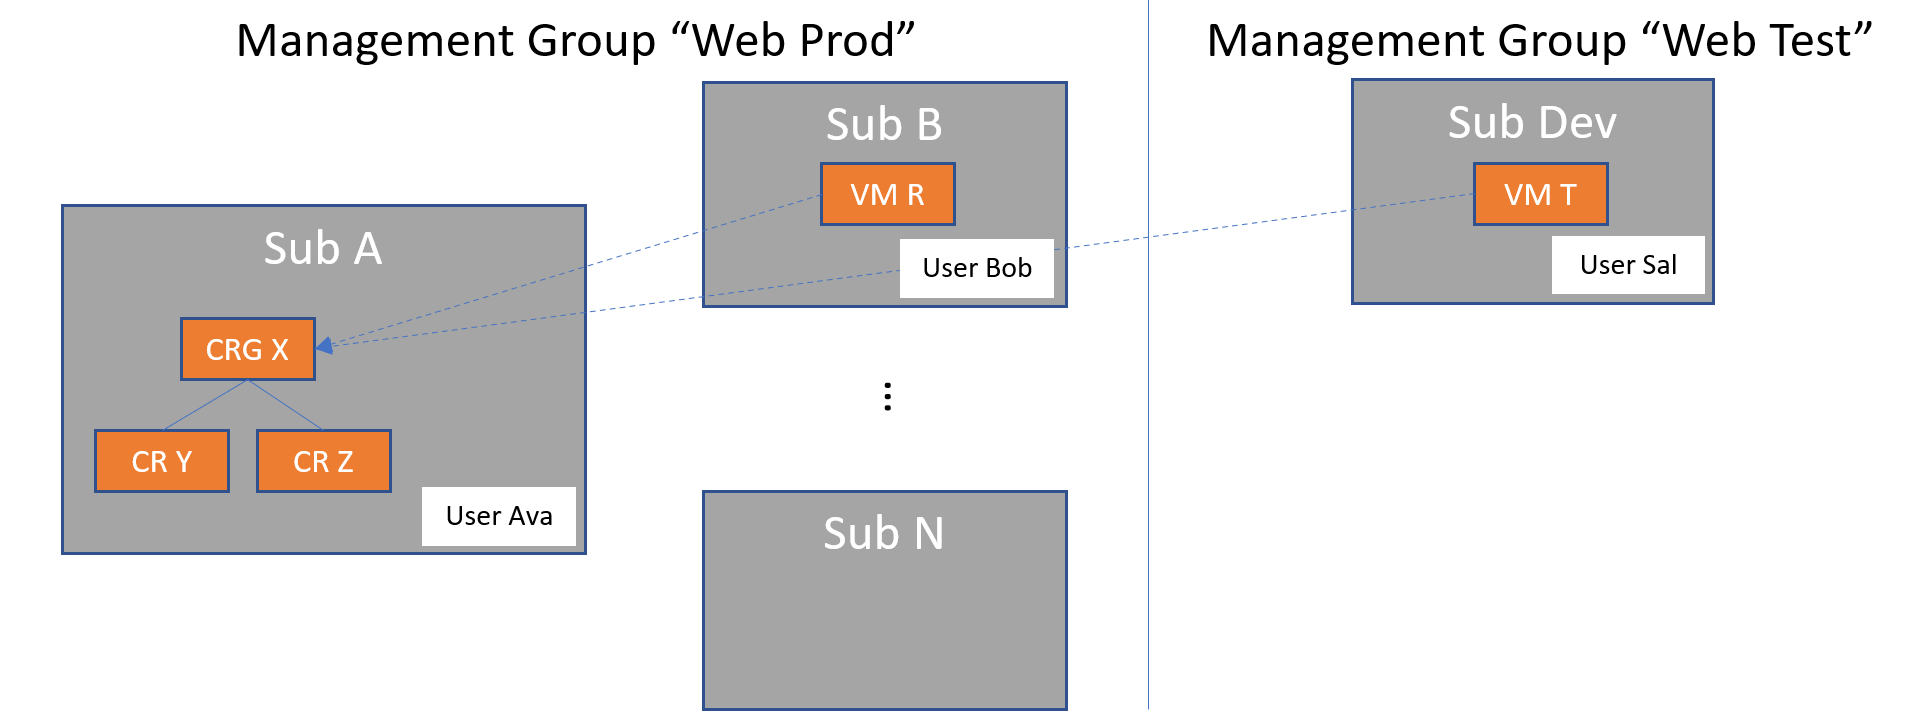 Management Group “Web Prod”
Management Group “Web Test”
Sub B
VM R
User Bob
Sub Dev
VM T
User Sal
Sub A
CRG X
CR Y
CR Z
User Ava
Sub N